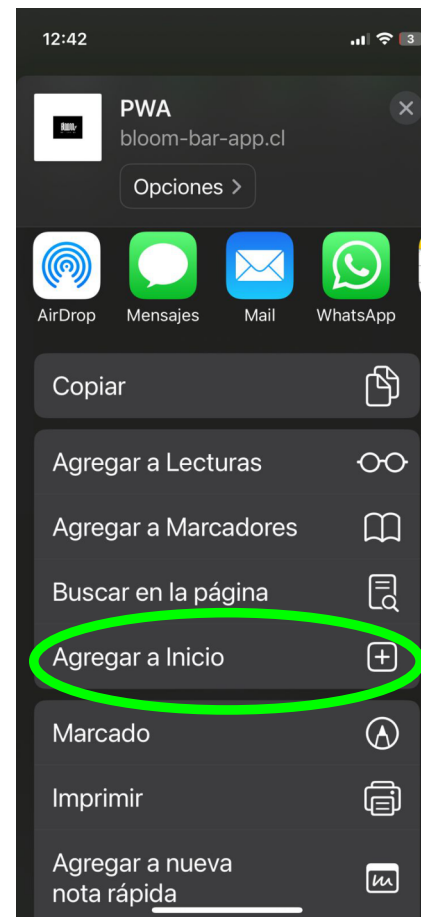 12:42
3
PWA
bloom-bar-app.cl
Opciones >
AirDrop
Mensajes
Mail
WhatsApp
Copiar
Agregar a Lecturas
Agregar a Marcadores
Buscar en la página
Agregar a Inicio
Marcado
Imprimir
Agregar a nueva
nota rápida